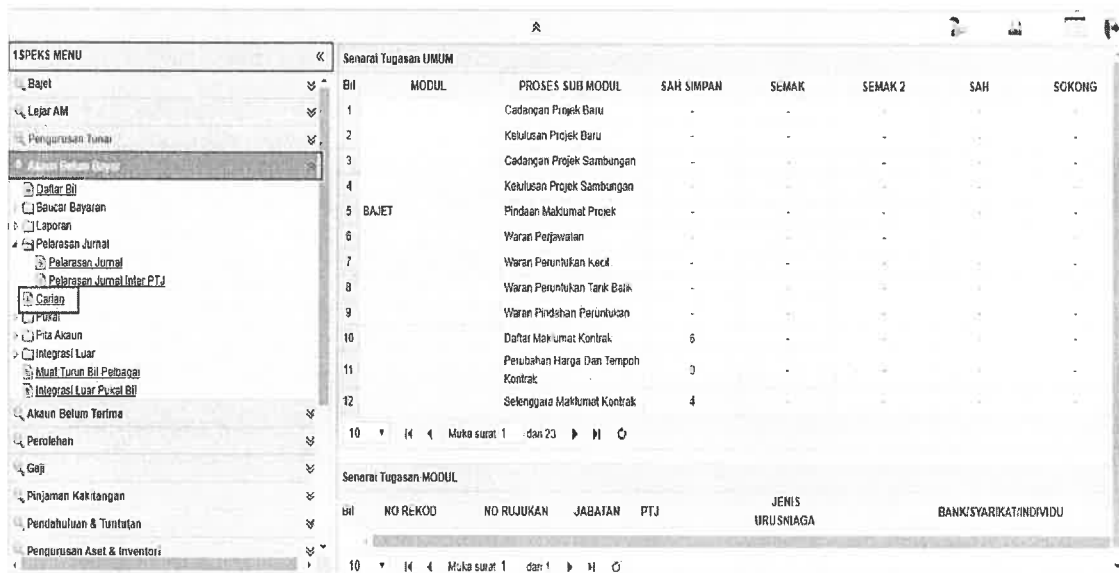 1SPEKS MENU
Bajet
Lejar AM
Pengurusan Tunai
Akaun Belum Bayar
Daftar Bil
Baucar Bayaran
Laporan
Pelarasan Jurnal
Pelarasan Jurnal
Pelarasan Jurnal Inter PTJ
Carian
Pukal
Pita Akaun
Integrasi Luar
Muat Turun Bil Pelbagai
Integrasi Luar Pukal Bil
Akaun Belum Terima
Perolehan
Gaji
Pinjaman Kakitangan
Pendahuluan & Tuntutan
Pengurusan Aset & Inventori
Senarai Tugasan UMUM
Bil MODUL PROSES SUB MODUL SAH SIMPAN SEMAK SEMAK 2 SAH SOKONG
1 Cadangan Projek Baru - - - - -
2 Kelulusan Projek Baru - - - - -
3 Cadangan Projek Sambungan - - - - -
4 Kelulusan Projek Sambungan - - - - -
5 BAJET Pindaan Maklumat Projek - - - - -
6 Waran Perjawatan - - - - -
7 Waran Peruntukan Kecil - - - - -
8 Waran Peruntukan Tarik Balik - - - - -
9 Waran Pindahan Peruntukan - - - - -
10 Daftar Maklumat Kontrak 6 - - - -
11 Perubahan Harga Dan Tempoh
Kontrak - - - -
12 Selenggara Maklumat Kontrak 4 - - - -
10 Muka surat 1 dari 23
Senarai Tugasan MODUL
Bil NO REKOD NO RUJUKAN JABATAN PTJ JENIS
URUSNIAGA BANK/SYARIKAT/INDIVIDU
10 Muka surat 1 dari 1